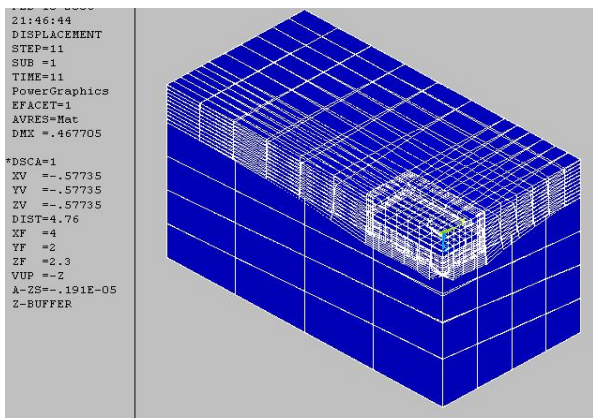 21:46:44
DISPLACEMENT
STEP=11
SUB =1
TIME=11
PowerGraphics
EFACET=1
AVRES=Mat
DMX =.467705
*DSCA=1
XV =-.57735
YV =-.57735
ZV =-.57735
DIST=4.76
XF =4
YF =2
ZF =2.3
VUP =-Z
A-ZS=-.191E-05
Z-BUFFER